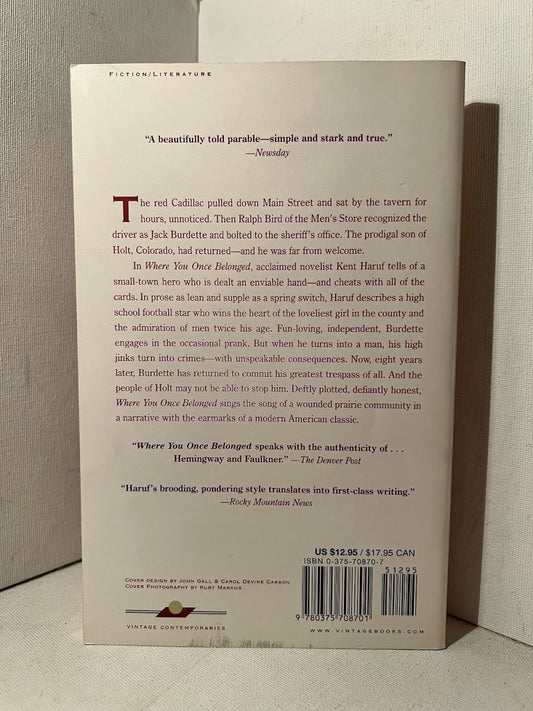 Fiction/Literature
“A beautifully told parable—simple and stark and true.”
—Newsday
The red Cadillac pulled down Main Street and sat by the tavern for
hours, unnoticed. Then Ralph Bird of the Men's Store recognized the
driver as Jack Burdette and bolted to the sheriff's office. The prodigal son of
Holt, Colorado, had returned—and he was far from welcome.
In Where You Once Belonged, acclaimed novelist Kent Haruf tells of a
small-town hero who is dealt an enviable hand—and cheats with all of the
cards. In prose as lean and supple as a spring switch, Haruf describes a high
school football star who wins the heart of the loveliest girl in the county and
the admiration of men twice his age. Fun-loving, independent, Burdette
engages in the occasional prank. But when he turns into a man, his high
jinks turn into crimes—with unspeakable consequences. Now, eight years
later, Burdette has returned to commit his greatest trespass of all. And the
people of Holt may not be able to stop him. Deftly plotted, defiantly honest,
Where You Once Belonged sings the song of a wounded prairie community in
a narrative with the earmarks of a modern American classic.
“Where You Once Belonged speaks with the authenticity of . . .
Hemingway and Faulkner.” —The Denver Post
“Haruf's brooding, pondering style translates into first-class writing.”
—Rocky Mountain News
US $12.95 / $17.95 CAN
ISBN 0-375-70870-7
51295
9 780375 708701
Cover design by John Gall & Carol Devine Carson
Cover Photography by Kurt Markus
VINTAGE CONTEMPORARIES
WWW.VINTAGEBOOKS.COM